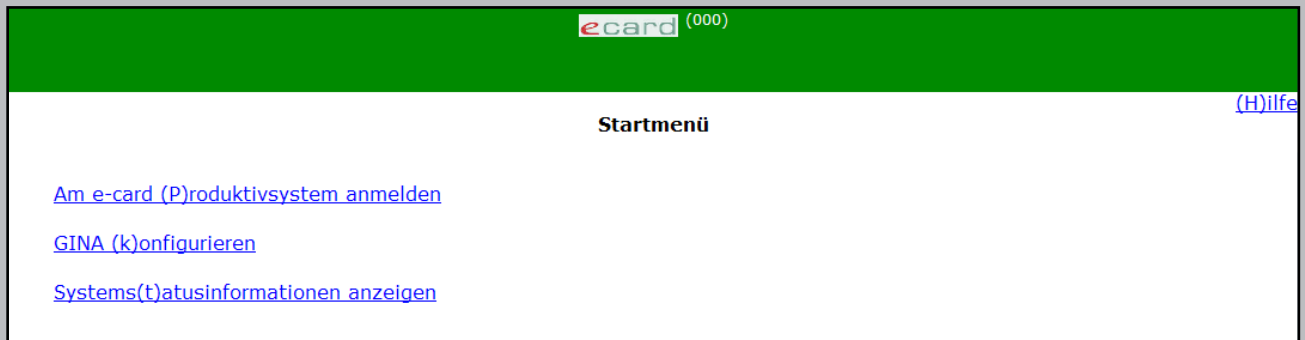 ecard (000)
(H)ilfe
Startmenü
Am e-card (P)roduktivsystem anmelden
GINA (k)onfigurieren
Systems(t)atusinformationen anzeigen